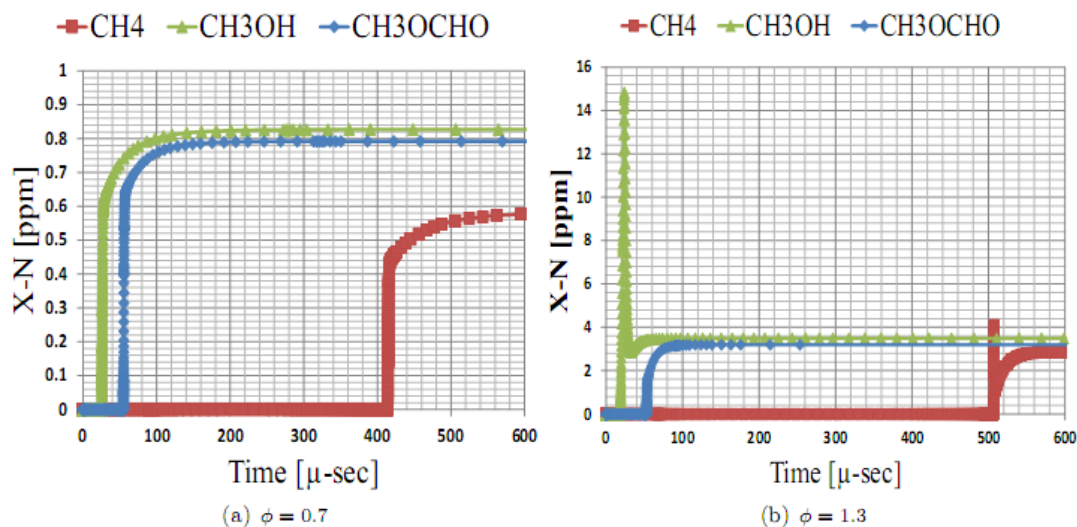 CH4 CH3OH CH3OCHO
CH4 CH3OH CH3OCHO
X-N [ppm]
1
0.9
0.8
0.7
0.6
0.5
0.4
0.3
0.2
0.1
0
0 100 200 300 400 500 600
Time [µ-sec]
(a) ϕ = 0.7
X-N [ppm]
16
14
12
10
8
6
4
2
0
0 100 200 300 400 500 600
Time [µ-sec]
(b) ϕ = 1.3